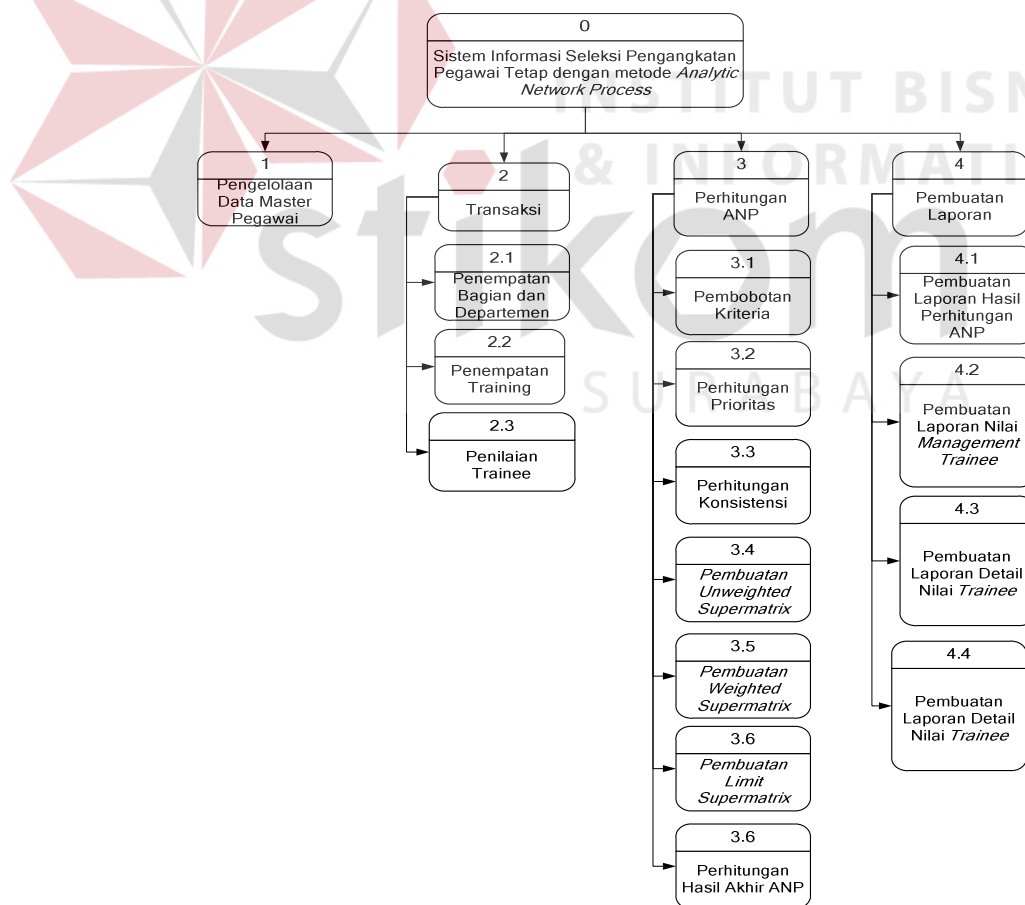 0
Sistem Informasi Seleksi Pengangkatan
Pegawai Tetap dengan metode Analytic
Network Process
INSTITUT BISN
& INFORMATI
stikom
SURABAYA
1
Pengelolaan
Data Master
Pegawai
2
Transaksi
2.1
Penempatan
Bagian dan
Departemen
2.2
Penempatan
Training
2.3
Penilaian
Trainee
3
Perhitungan
ANP
3.1
Pembobotan
Kriteria
3.2
Perhitungan
Prioritas
3.3
Perhitungan
Konsistensi
3.4
Pembuatan
Unweighted
Supermatrix
3.5
Pembuatan
Weighted
Supermatrix
3.6
Pembuatan
Limit
Supermatrix
3.6
Perhitungan
Hasil Akhir ANP
4
Pembuatan
Laporan
4.1
Pembuatan
Laporan Hasil
Perhitungan
ANP
4.2
Pembuatan
Laporan Nilai
Management
Trainee
4.3
Pembuatan
Laporan Detail
Nilai Trainee
4.4
Pembuatan
Laporan Detail
Nilai Trainee